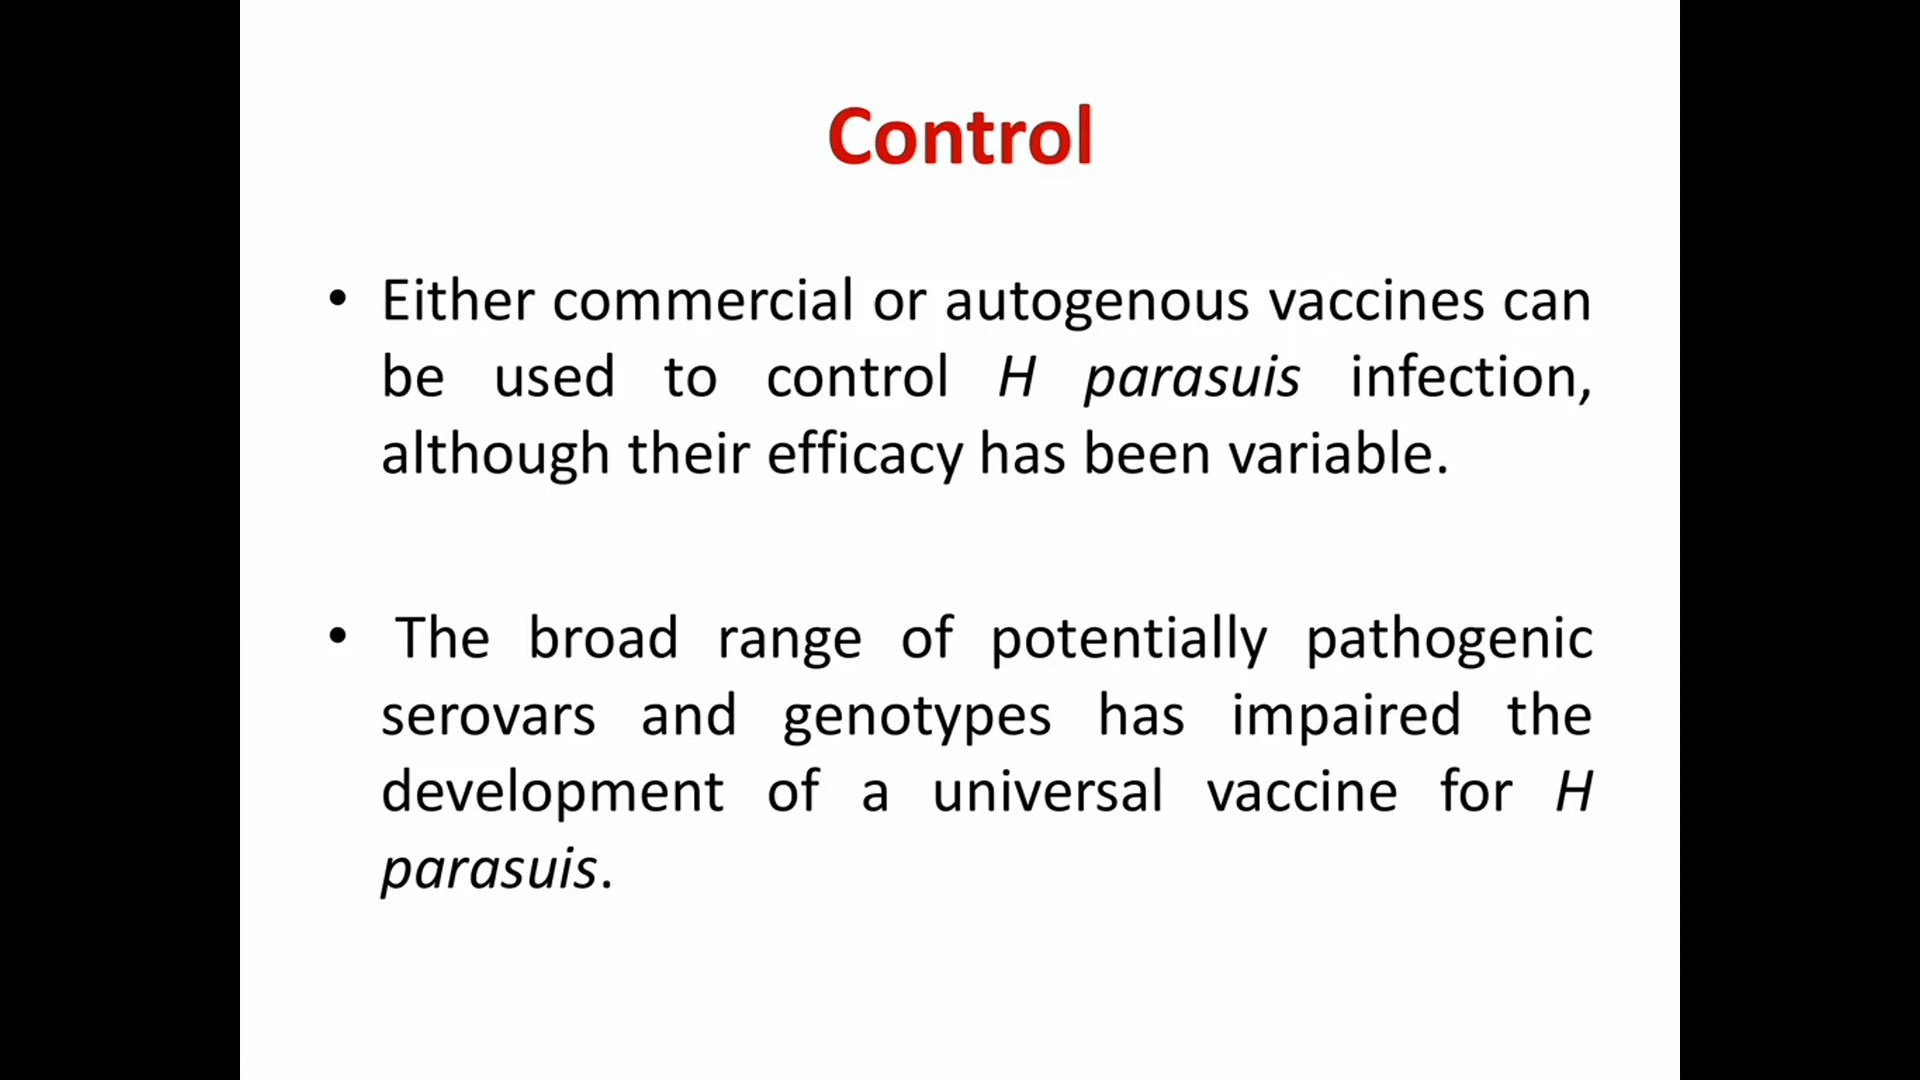 Control
• Either commercial or autogenous vaccines can
be used to control H parasuis infection,
although their efficacy has been variable.
• The broad range of potentially pathogenic
serovars and genotypes has impaired the
development of a universal vaccine for H
parasuis.